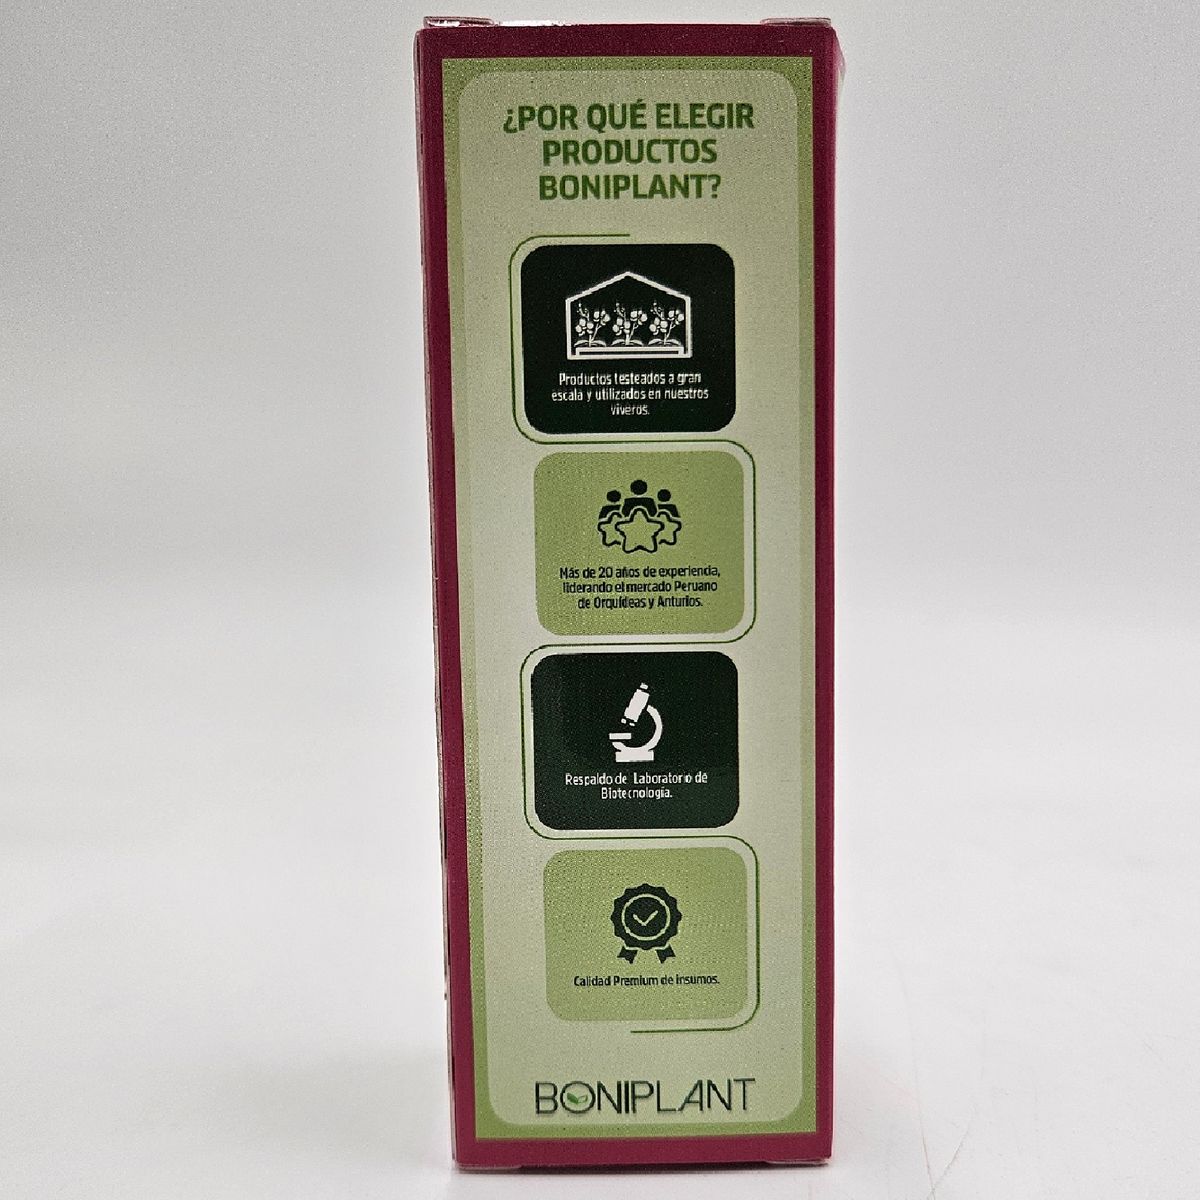 ¿POR QUÉ ELEGIR
PRODUCTOS
BONIPLANT?
Productos testeados a gran
escala y utilizados en nuestros
viveros.
Más de 20 años de experiencia,
liderando el mercado Peruano
de Orquídeas y Anturios.
Respaldo de Laboratorio de
Biotecnología.
Calidad Premium de insumos.
BONIPLANT